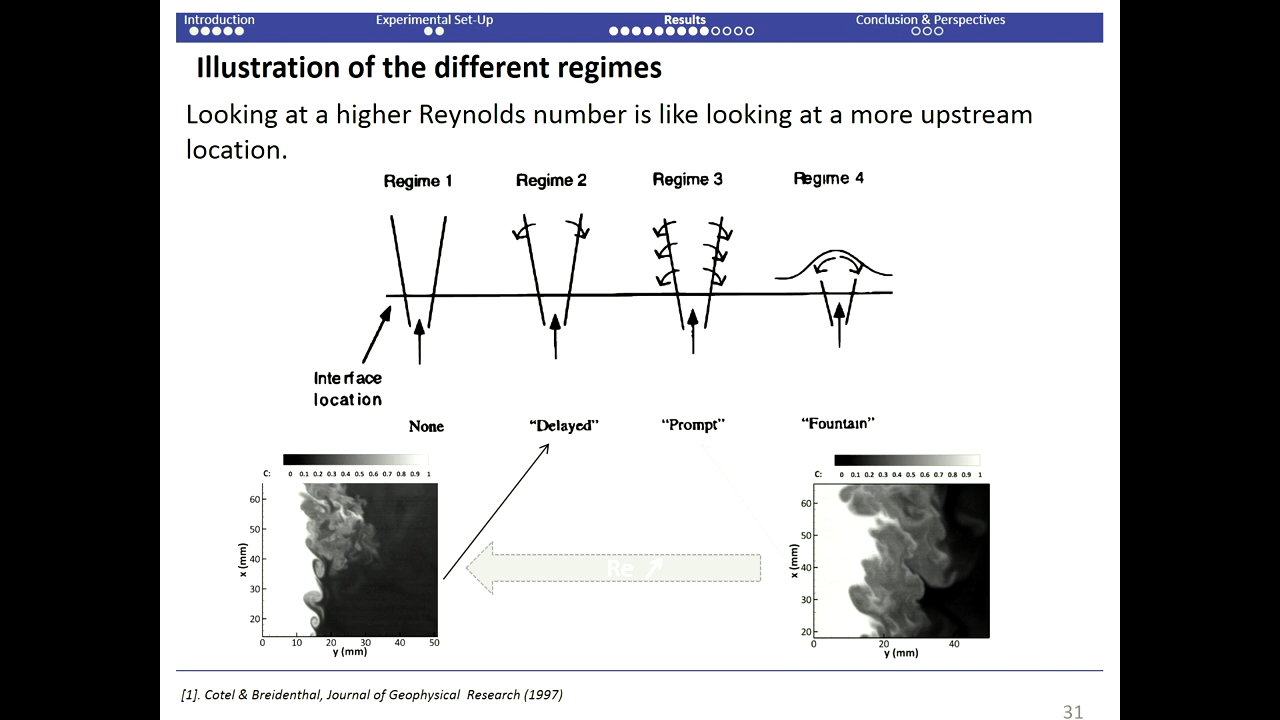 Introduction Experimental Set-Up Results Conclusion & Perspectives
Illustration of the different regimes
Looking at a higher Reynolds number is like looking at a more upstream
location.
Regime 1 Regime 2 Regime 3 Regime 4
Interface
location
None "Delayed" "Prompt" "Fountain"
C: 0 0.1 0.2 0.3 0.4 0.5 0.6 0.7 0.8 0.9 1
x (mm)
60
50
40
30
20
0 10 20 30 40 50
y (mm)
Re ↗
C: 0 0.1 0.2 0.3 0.4 0.5 0.6 0.7 0.8 0.9 1
x (mm)
60
50
40
30
20
0 20 40
y (mm)
[1]. Cotel & Breidenthal, Journal of Geophysical Research (1997)
31